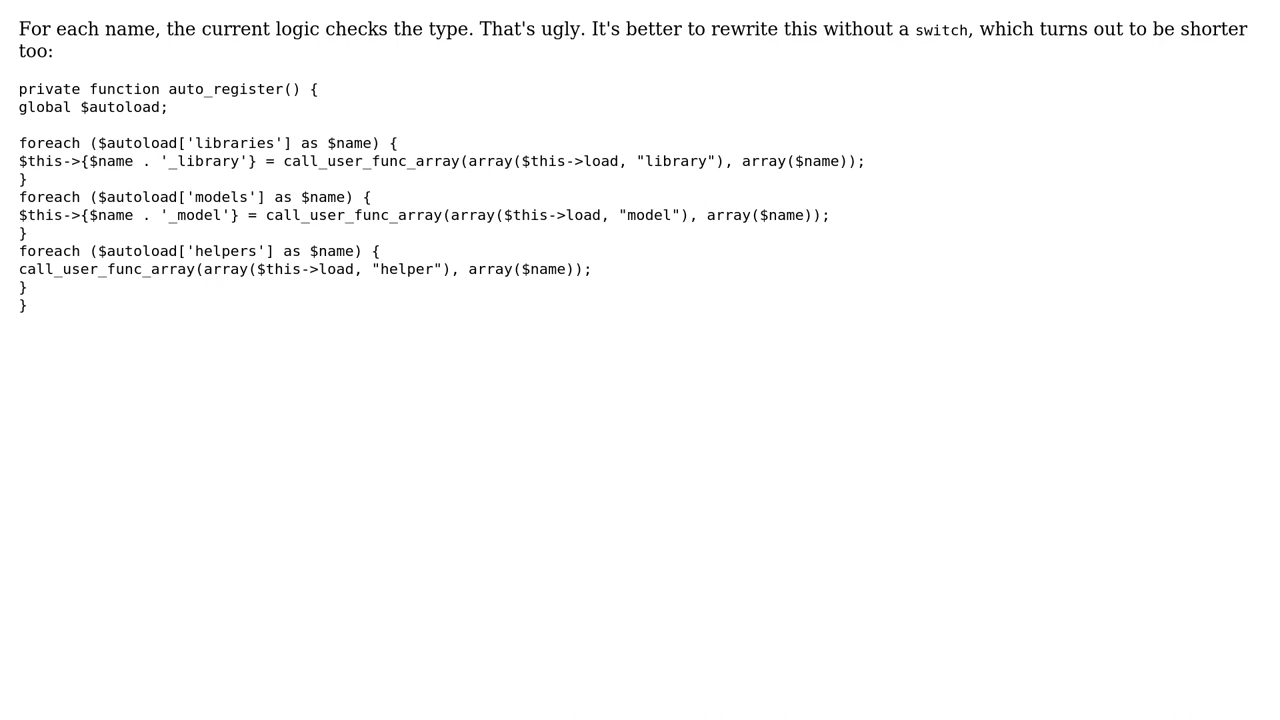 For each name, the current logic checks the type. That's ugly. It's better to rewrite this without a switch, which turns out to be shorter
too:
private function auto_register() {
global $autoload;
foreach ($autoload['libraries'] as $name) {
$this->{$name . '_library'} = call_user_func_array(array($this->load, "library"), array($name));
}
foreach ($autoload['models'] as $name) {
$this->{$name . '_model'} = call_user_func_array(array($this->load, "model"), array($name));
}
foreach ($autoload['helpers'] as $name) {
call_user_func_array(array($this->load, "helper"), array($name));
}
}